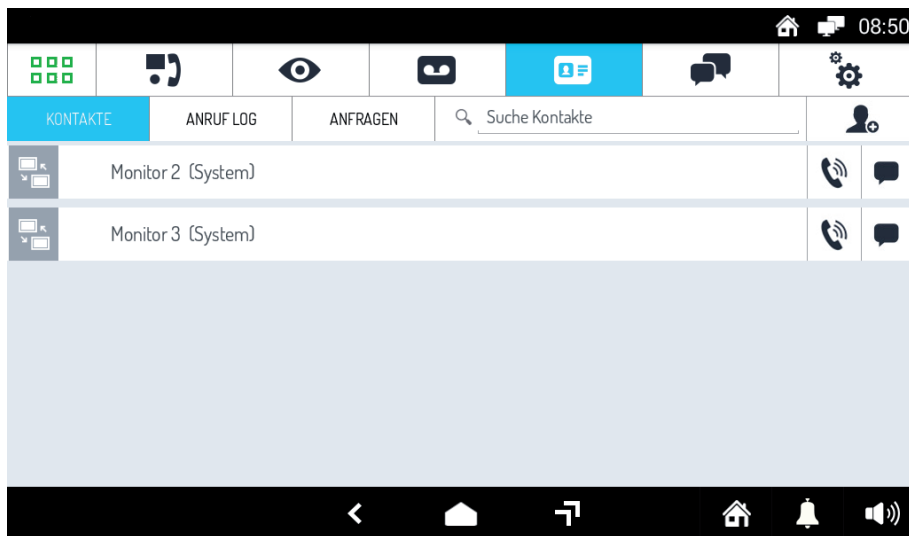 08:50
KONTAKTE ANRUF LOG ANFRAGEN Suche Kontakte
Monitor 2 (System)
Monitor 3 (System)